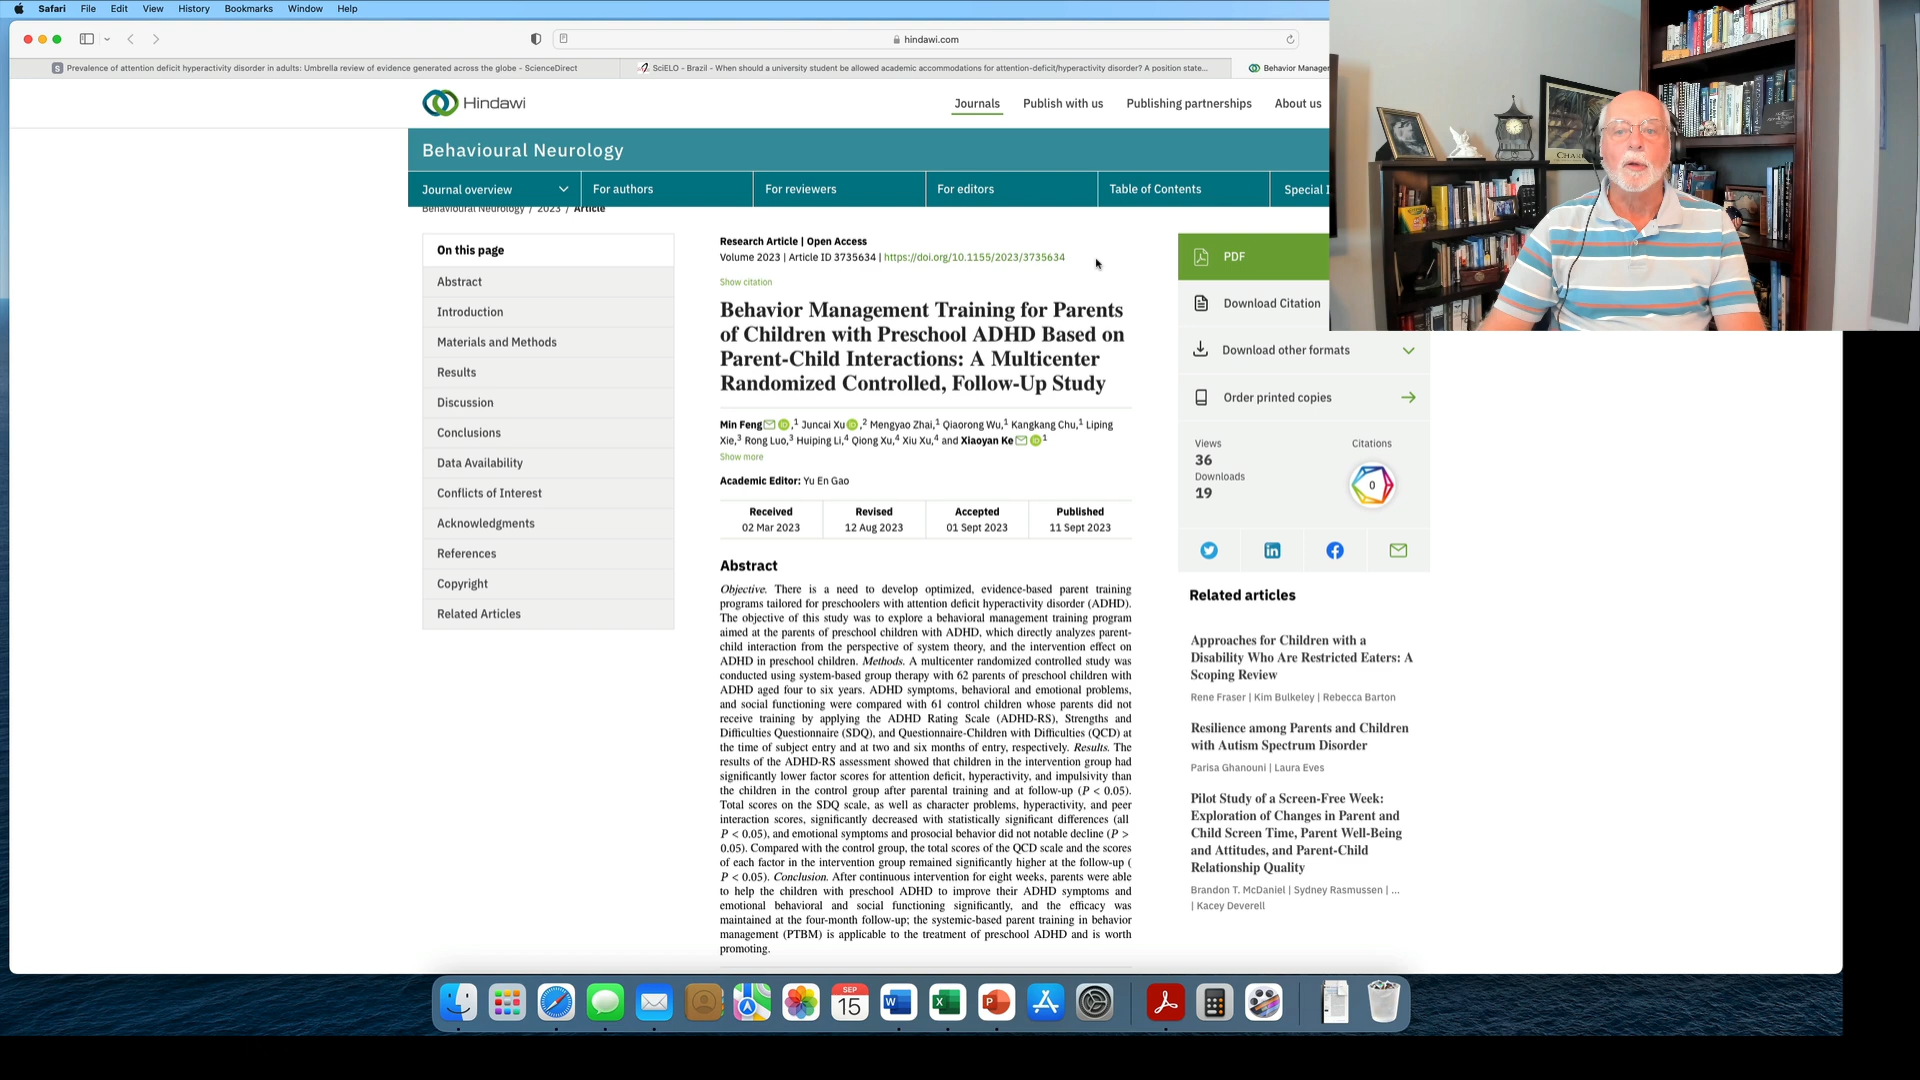 Safari File Edit View History Bookmarks Window Help
hindawi.com
S Prevalence of attention deficit hyperactivity disorder in adults: Umbrella review of evidence generated across the globe - ScienceDirect
SciELO - Brazil - When should a university student be allowed academic accommodations for attention-deficit/hyperactivity disorder? A position state...
Behavior Manage
Hindawi
Journals Publish with us Publishing partnerships About us
Behavioural Neurology
Journal overview For authors For reviewers For editors Table of Contents Special I
Behavioural Neurology / 2023 / Article
On this page
Abstract
Introduction
Materials and Methods
Results
Discussion
Conclusions
Data Availability
Conflicts of Interest
Acknowledgments
References
Copyright
Related Articles
Research Article | Open Access
Volume 2023 | Article ID 3735634 | https://doi.org/10.1155/2023/3735634
Show citation
Behavior Management Training for Parents
of Children with Preschool ADHD Based on
Parent-Child Interactions: A Multicenter
Randomized Controlled, Follow-Up Study
Min Feng,1 Juncai Xu,2 Mengyao Zhai,1 Qiaorong Wu,1 Kangkang Chu,1 Liping
Xie,3 Rong Luo,3 Huiping Li,4 Qiong Xu,4 Xiu Xu,4 and Xiaoyan Ke 1
Show more
Academic Editor: Yu En Gao
Received Revised Accepted Published
02 Mar 2023 12 Aug 2023 01 Sept 2023 11 Sept 2023
Abstract
Objective. There is a need to develop optimized, evidence-based parent training
programs tailored for preschoolers with attention deficit hyperactivity disorder (ADHD).
The objective of this study was to explore a behavioral management training program
aimed at the parents of preschool children with ADHD, which directly analyzes parent-
child interaction from the perspective of system theory, and the intervention effect on
ADHD in preschool children. Methods. A multicenter randomized controlled study was
conducted using system-based group therapy with 62 parents of preschool children with
ADHD aged four to six years. ADHD symptoms, behavioral and emotional problems,
and social functioning were compared with 61 control children whose parents did not
receive training by applying the ADHD Rating Scale (ADHD-RS), Strengths and
Difficulties Questionnaire (SDQ), and Questionnaire-Children with Difficulties (QCD) at
the time of subject entry and at two and six months of entry, respectively. Results. The
results of the ADHD-RS assessment showed that children in the intervention group had
significantly lower factor scores for attention deficit, hyperactivity, and impulsivity than
the children in the control group after parental training and at follow-up (P < 0.05).
Total scores on the SDQ scale, as well as character problems, hyperactivity, and peer
interaction scores, significantly decreased with statistically significant differences (all
P < 0.05), and emotional symptoms and prosocial behavior did not notable decline (P >
0.05). Compared with the control group, the total scores of the QCD scale and the scores
of each factor in the intervention group remained significantly higher at the follow-up (
P < 0.05). Conclusion. After continuous intervention for eight weeks, parents were able
to help the children with preschool ADHD to improve their ADHD symptoms and
emotional behavioral and social functioning significantly, and the efficacy was
maintained at the four-month follow-up; the systemic-based parent training in behavior
management (PTBM) is applicable to the treatment of preschool ADHD and is worth
promoting.
PDF
Download Citation
Download other formats
Order printed copies
Views Citations
36
Downloads
19
0
Related articles
Approaches for Children with a
Disability Who Are Restricted Eaters: A
Scoping Review
Rene Fraser | Kim Bulkeley | Rebecca Barton
Resilience among Parents and Children
with Autism Spectrum Disorder
Parisa Ghanouni | Laura Eves
Pilot Study of a Screen-Free Week:
Exploration of Changes in Parent and
Child Screen Time, Parent Well-Being
and Attitudes, and Parent-Child
Relationship Quality
Brandon T. McDaniel | Sydney Rasmussen | ...
| Kacey Deverell
SEP
15
W X P